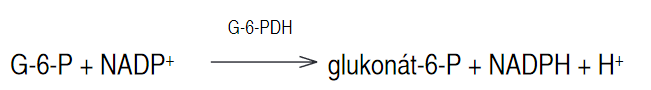 G-6-PDH
G-6-P + NADP⁺ → glukonát-6-P + NADPH + H⁺